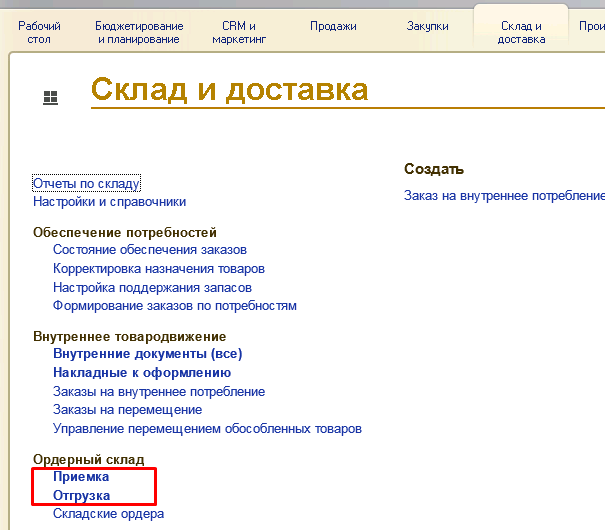 Рабочий стол
Бюджетирование и планирование
CRM и маркетинг
Продажи
Закупки
Склад и доставка
Прои
Склад и доставка
Отчеты по складу
Настройки и справочники
Обеспечение потребностей
Состояние обеспечения заказов
Корректировка назначения товаров
Настройка поддержания запасов
Формирование заказов по потребностям
Внутреннее товародвижение
Внутренние документы (все)
Накладные к оформлению
Заказы на внутреннее потребление
Заказы на перемещение
Управление перемещением обособленных товаров
Ордерный склад
Приемка
Отгрузка
Складские ордера
Создать
Заказ на внутреннее потребление